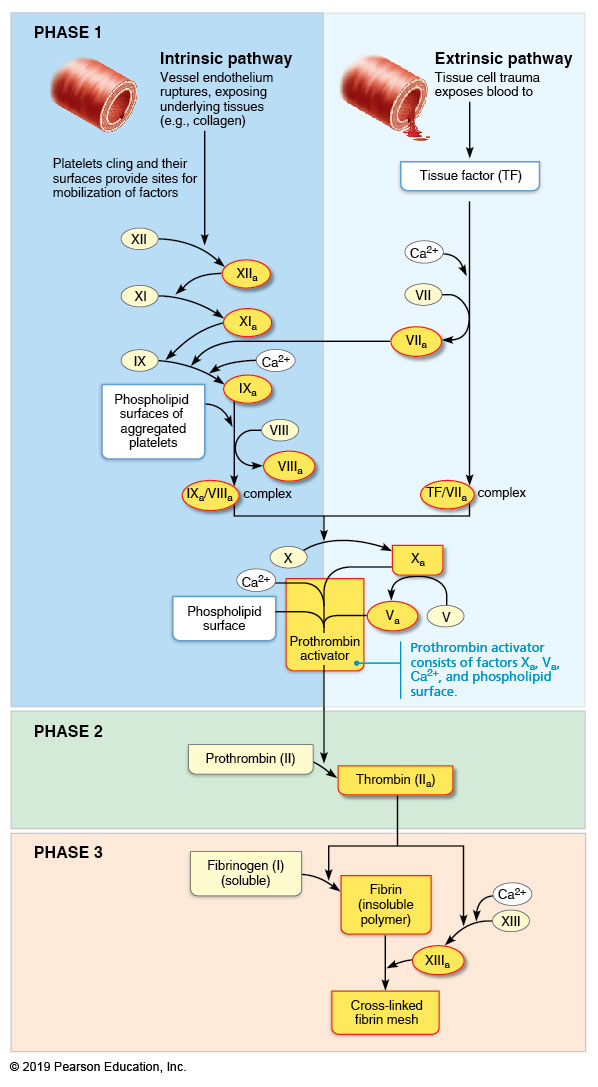 PHASE 1
Intrinsic pathway
Vessel endothelium
ruptures, exposing
underlying tissues
(e.g., collagen)
Extrinsic pathway
Tissue cell trauma
exposes blood to
Platelets cling and their
surfaces provide sites for
mobilization of factors
Tissue factor (TF)
XII
XIIa
Ca2+
XI
VII
XIa
VIIa
IX
Ca2+
IXa
Phospholipid
surfaces of
aggregated
platelets
VIII
VIIIa
IXa/VIIIa complex
TF/VIIa complex
X
Xa
Ca2+
Phospholipid
surface
Va
V
Prothrombin
activator
Prothrombin activator
consists of factors Xa, Va,
Ca2+, and phospholipid
surface.
PHASE 2
Prothrombin (II)
Thrombin (IIa)
PHASE 3
Fibrinogen (I)
(soluble)
Fibrin
(insoluble
polymer)
Ca2+
XIII
XIIIa
Cross-linked
fibrin mesh
© 2019 Pearson Education, Inc.